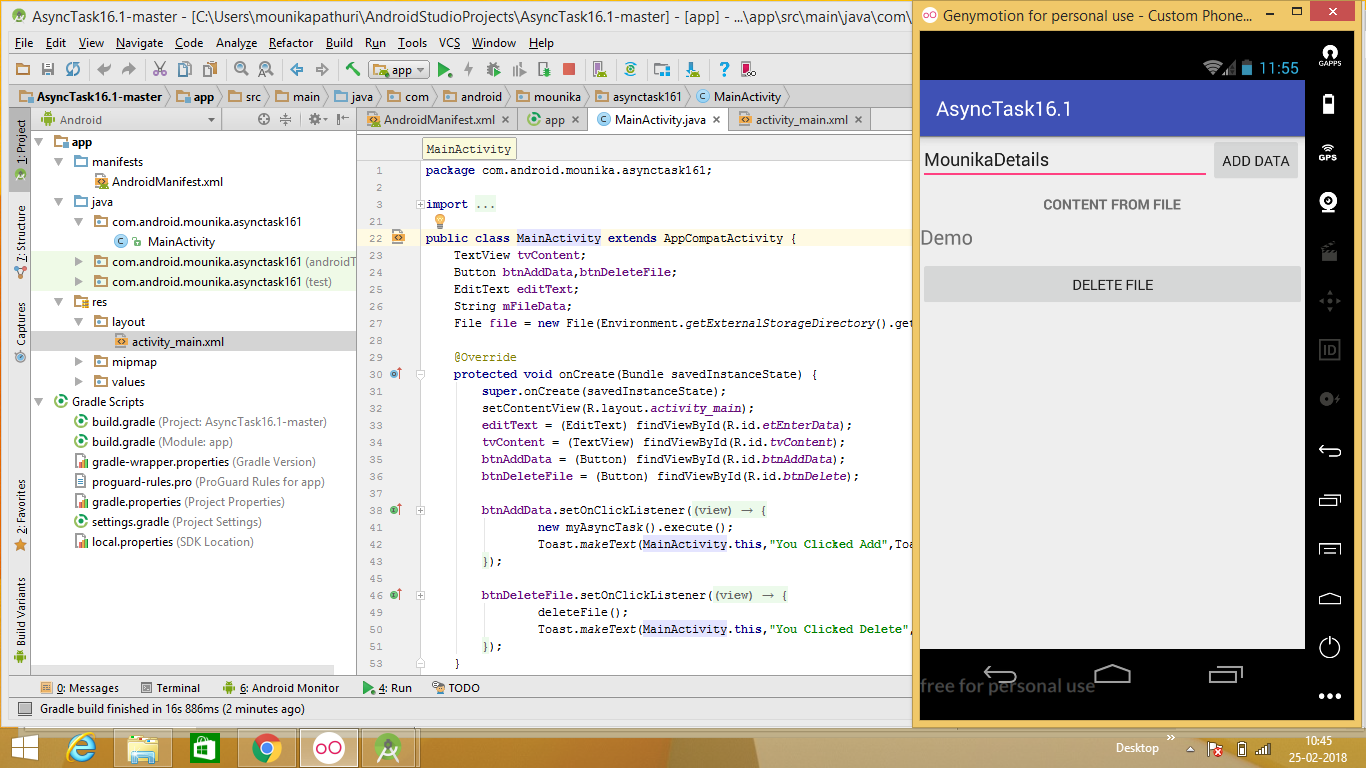 AsyncTask16.1-master - [C:\Users\mounikapathuri\AndroidStudioProjects\AsyncTask16.1-master] - [app] - ...\app\src\main\java\com\
File Edit View Navigate Code Analyze Refactor Build Run Tools VCS Window Help
app
AsyncTask16.1-master app src main java com android mounika asynctask161 MainActivity
Android
AndroidManifest.xml app MainActivity.java activity_main.xml
1: Project
7: Structure
Captures
2: Favorites
Build Variants
app
manifests
AndroidManifest.xml
java
com.android.mounika.asynctask161
MainActivity
com.android.mounika.asynctask161 (androidT
com.android.mounika.asynctask161 (test)
res
layout
activity_main.xml
mipmap
values
Gradle Scripts
build.gradle (Project: AsyncTask16.1-master)
build.gradle (Module: app)
gradle-wrapper.properties (Gradle Version)
proguard-rules.pro (ProGuard Rules for app)
gradle.properties (Project Properties)
settings.gradle (Project Settings)
local.properties (SDK Location)
MainActivity
1 package com.android.mounika.asynctask161;
2
3 import ...
21
22 public class MainActivity extends AppCompatActivity {
23 TextView tvContent;
24 Button btnAddData,btnDeleteFile;
25 EditText editText;
26 String mFileData;
27 File file = new File(Environment.getExternalStorageDirectory().get
28
29 @Override
30 protected void onCreate(Bundle savedInstanceState) {
31 super.onCreate(savedInstanceState);
32 setContentView(R.layout.activity_main);
33 editText = (EditText) findViewById(R.id.etEnterData);
34 tvContent = (TextView) findViewById(R.id.tvContent);
35 btnAddData = (Button) findViewById(R.id.btnAddData);
36 btnDeleteFile = (Button) findViewById(R.id.btnDelete);
37
38 btnAddData.setOnClickListener((view) → {
41 new myAsyncTask().execute();
42 Toast.makeText(MainActivity.this,"You Clicked Add",Toa
43 });
45
46 btnDeleteFile.setOnClickListener((view) → {
49 deleteFile();
50 Toast.makeText(MainActivity.this,"You Clicked Delete",
51 });
53 }
0: Messages Terminal 6: Android Monitor 4: Run TODO
Gradle build finished in 16s 886ms (2 minutes ago)
Genymotion for personal use - Custom Phone...
11:55
AsyncTask16.1
MounikaDetails ADD DATA
CONTENT FROM FILE
Demo
DELETE FILE
free for personal use
GAPPS
GPS
ID
Desktop
10:45
25-02-2018